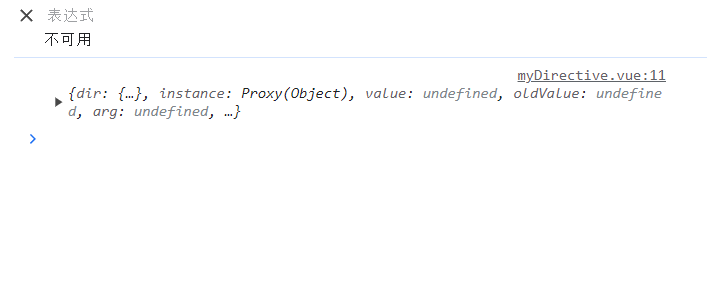 表达式
不可用
myDirective.vue:11
{dir: {…}, instance: Proxy(Object), value: undefined, oldValue: undefine
d, arg: undefined, …}